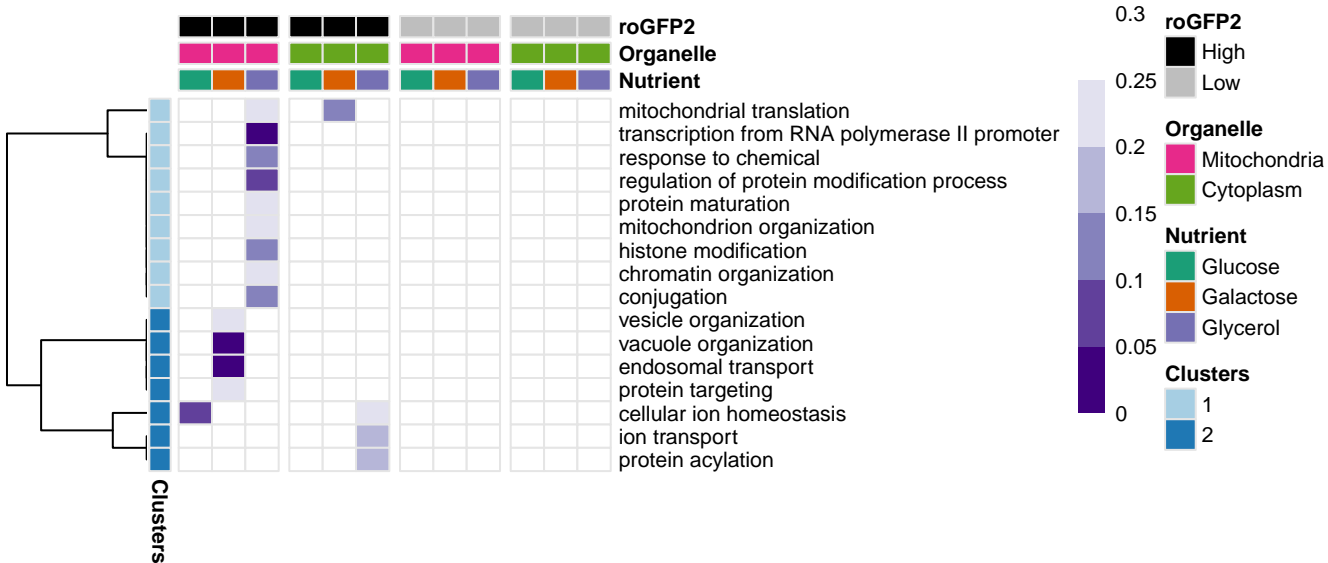 roGFP2
Organelle
Nutrient
mitochondrial translation
transcription from RNA polymerase II promoter
response to chemical
regulation of protein modification process
protein maturation
mitochondrion organization
histone modification
chromatin organization
conjugation
vesicle organization
vacuole organization
endosomal transport
protein targeting
cellular ion homeostasis
ion transport
protein acylation
Clusters
0.3
0.25
0.2
0.15
0.1
0.05
0
roGFP2
High
Low
Organelle
Mitochondria
Cytoplasm
Nutrient
Glucose
Galactose
Glycerol
Clusters
1
2